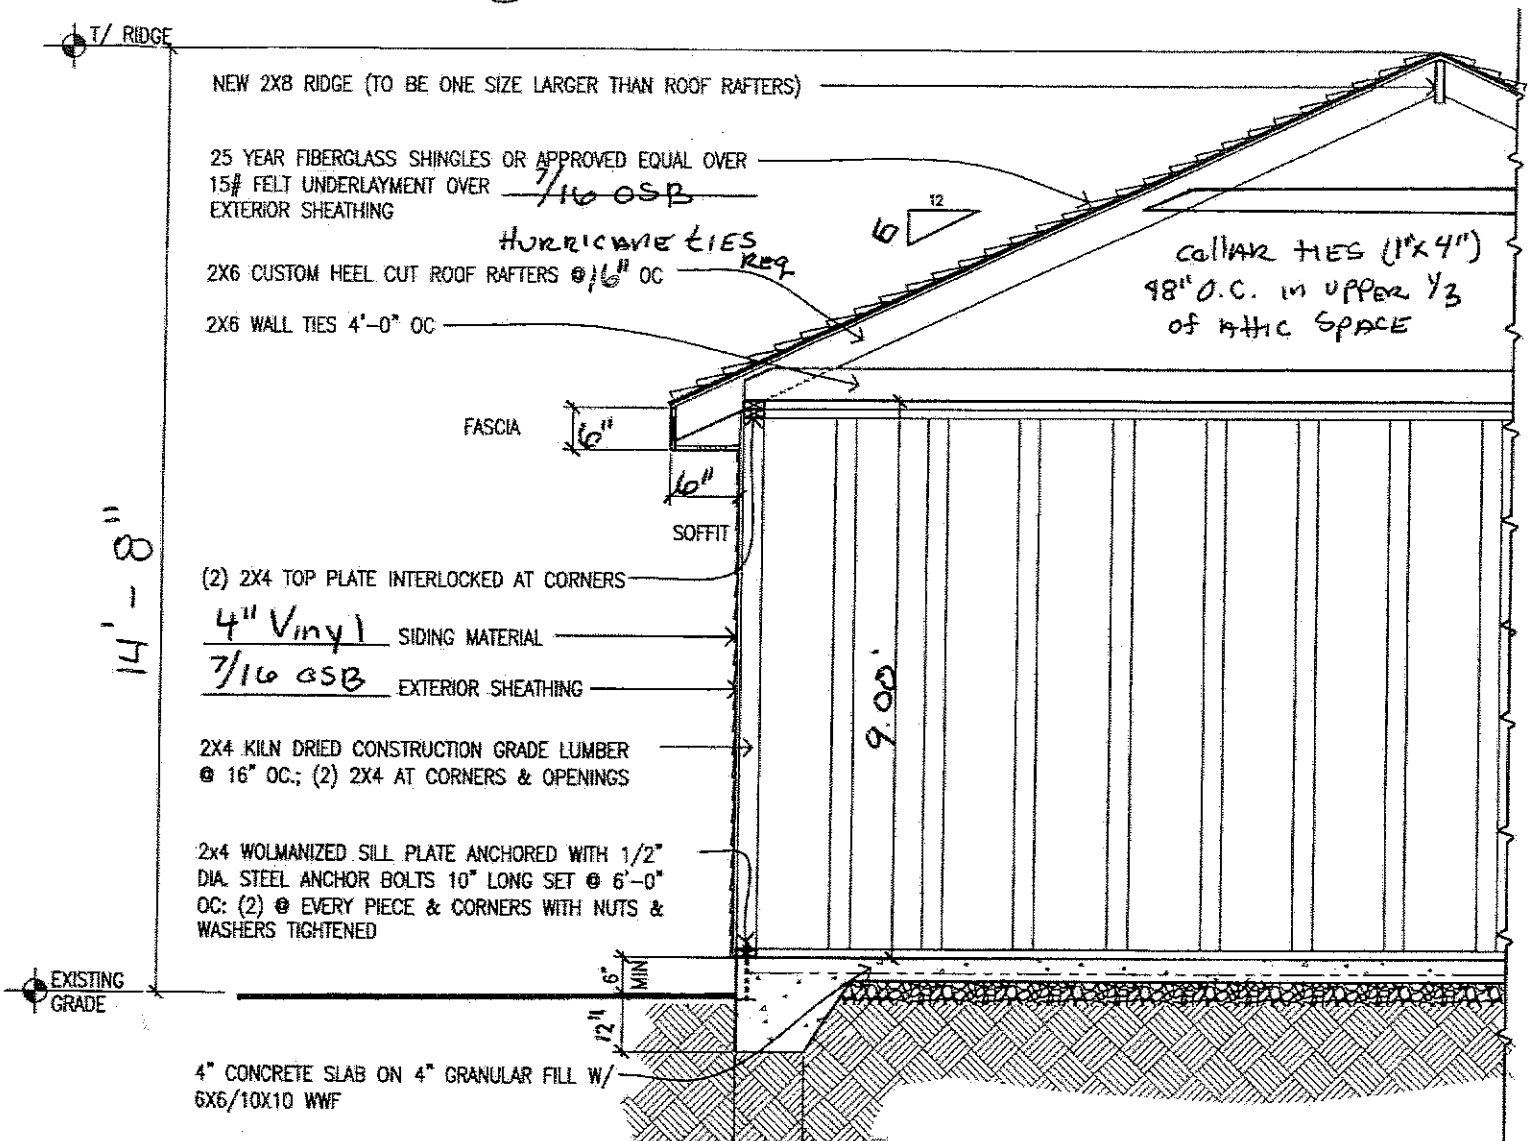 T/ RIDGE
NEW 2X8 RIDGE (TO BE ONE SIZE LARGER THAN ROOF RAFTERS)
25 YEAR FIBERGLASS SHINGLES OR APPROVED EQUAL OVER
15# FELT UNDERLAYMENT OVER 7/16 OSB
EXTERIOR SHEATHING
12
6
HURRICANE tIES
REQ
2X6 CUSTOM HEEL CUT ROOF RAFTERS @ 16" OC
2X6 WALL TIES 4'-0" OC
CollAR tIES (1"x4")
48" O.C. in UPPER 1/3
of AttIC SPACE
FASCIA
6"
6"
SOFFIT
14' - 8"
(2) 2X4 TOP PLATE INTERLOCKED AT CORNERS
4" Vinyl SIDING MATERIAL
7/16 OSB EXTERIOR SHEATHING
9.00'
2X4 KILN DRIED CONSTRUCTION GRADE LUMBER
@ 16" OC.; (2) 2X4 AT CORNERS & OPENINGS
2x4 WOLMANIZED SILL PLATE ANCHORED WITH 1/2"
DIA. STEEL ANCHOR BOLTS 10" LONG SET @ 6'-0"
OC: (2) @ EVERY PIECE & CORNERS WITH NUTS &
WASHERS TIGHTENED
EXISTING
GRADE
6"
MIN
12"
4" CONCRETE SLAB ON 4" GRANULAR FILL W/
6X6/10X10 WWF